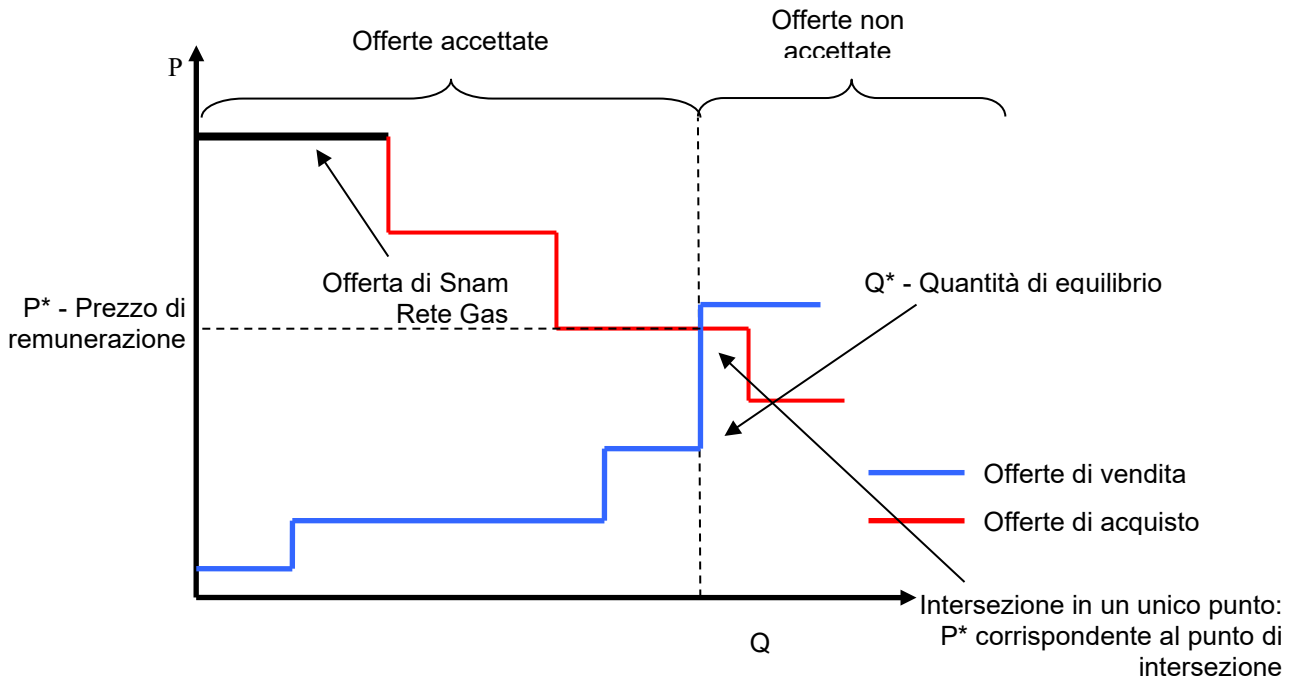 Offerte accettate
Offerte non
accettate
P
Offerta di Snam
Rete Gas
P* - Prezzo di
remunerazione
Q* - Quantità di equilibrio
Offerte di vendita
Offerte di acquisto
Intersezione in un unico punto:
P* corrispondente al punto di
intersezione
Q